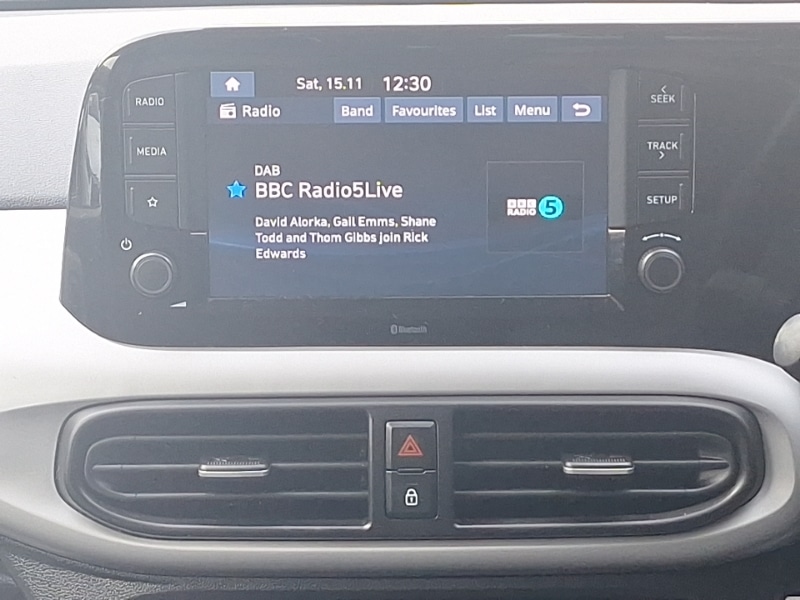 RADIO
MEDIA
Sat, 15.11 12:30
Radio
Band
Favourites
List
Menu
DAB
BBC Radio5Live
David Alorka, Gail Emms, Shane
Todd and Thom Gibbs join Rick
Edwards
BBC
RADIO 5
SEEK
TRACK
SETUP
Bluetooth